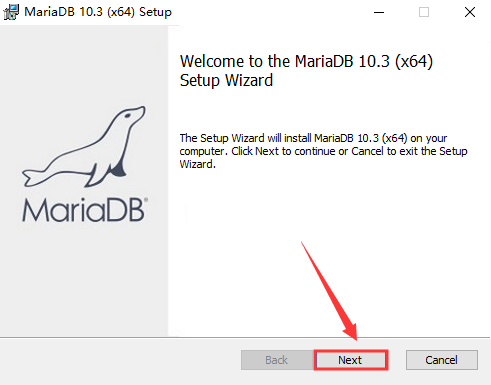 MariaDB 10.3 (x64) Setup
Welcome to the MariaDB 10.3 (x64)
Setup Wizard
The Setup Wizard will install MariaDB 10.3 (x64) on your
computer. Click Next to continue or Cancel to exit the Setup
Wizard.
MariaDB®
Back
Next
Cancel